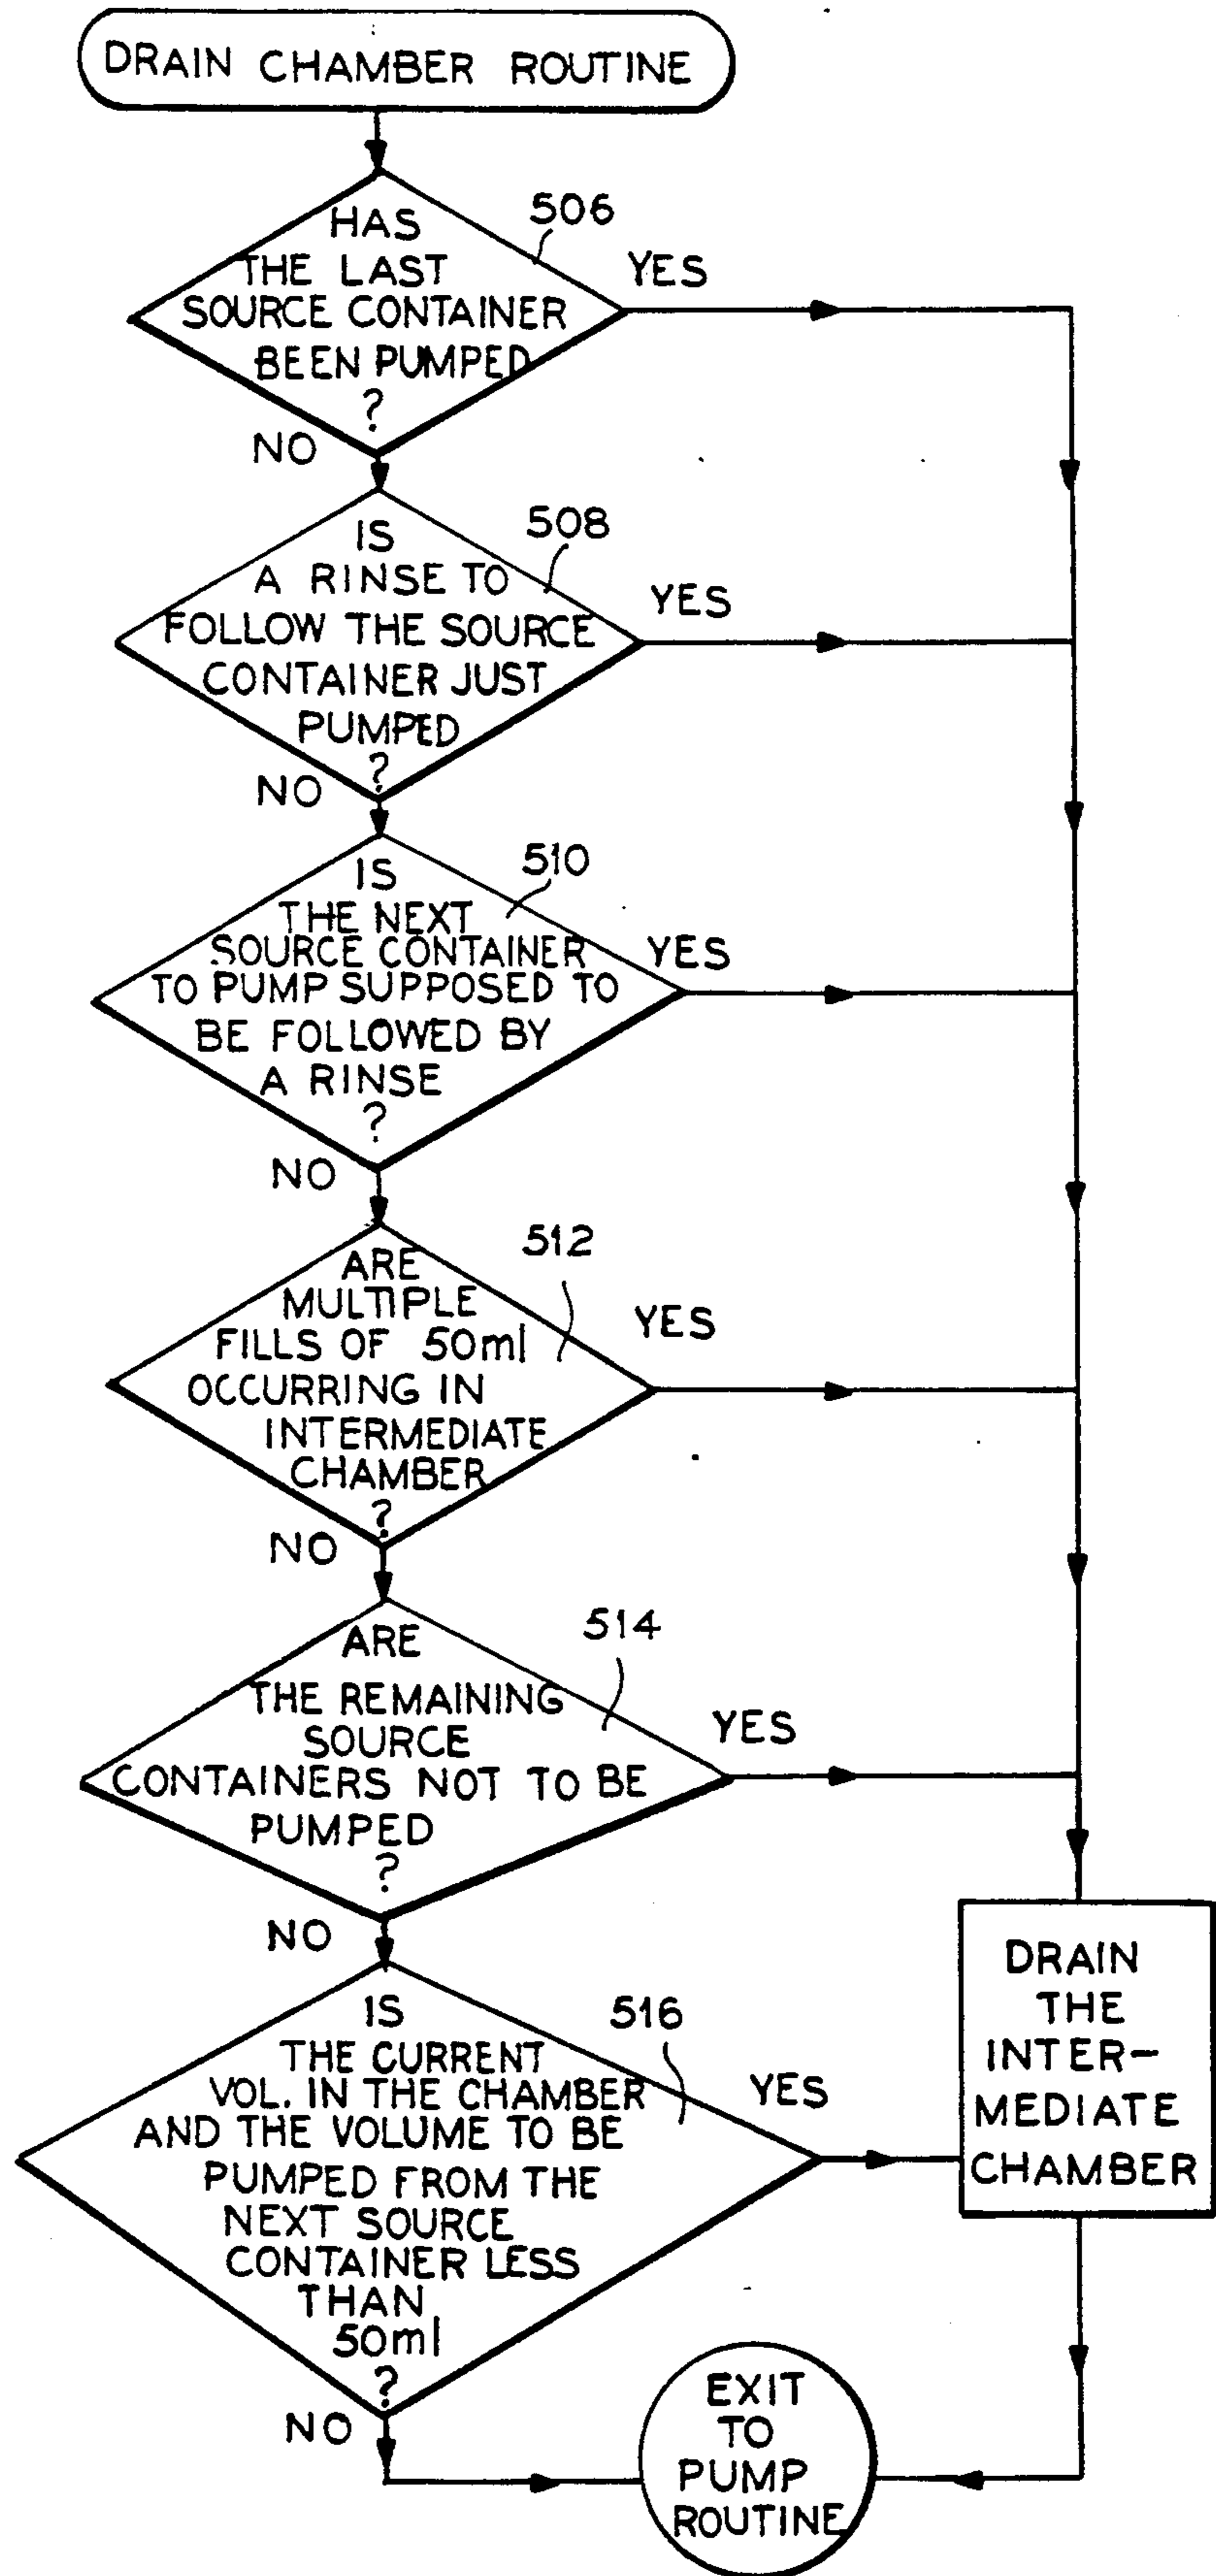 DRAIN CHAMBER ROUTINE
506
HAS
THE LAST
SOURCE CONTAINER
BEEN PUMPED
?
YES
NO
508
IS
A RINSE TO
FOLLOW THE SOURCE
CONTAINER JUST
PUMPED
?
YES
NO
510
IS
THE NEXT
SOURCE CONTAINER
TO PUMP SUPPOSED TO
BE FOLLOWED BY
A RINSE
?
YES
NO
512
ARE
MULTIPLE
FILLS OF 50ml
OCCURRING IN
INTERMEDIATE
CHAMBER
?
YES
NO
514
ARE
THE REMAINING
SOURCE
CONTAINERS NOT TO BE
PUMPED
?
YES
NO
516
IS
THE CURRENT
VOL. IN THE CHAMBER
AND THE VOLUME TO BE
PUMPED FROM THE
NEXT SOURCE
CONTAINER LESS
THAN
50ml
?
YES
NO
DRAIN
THE
INTER-
MEDIATE
CHAMBER
EXIT
TO
PUMP
ROUTINE